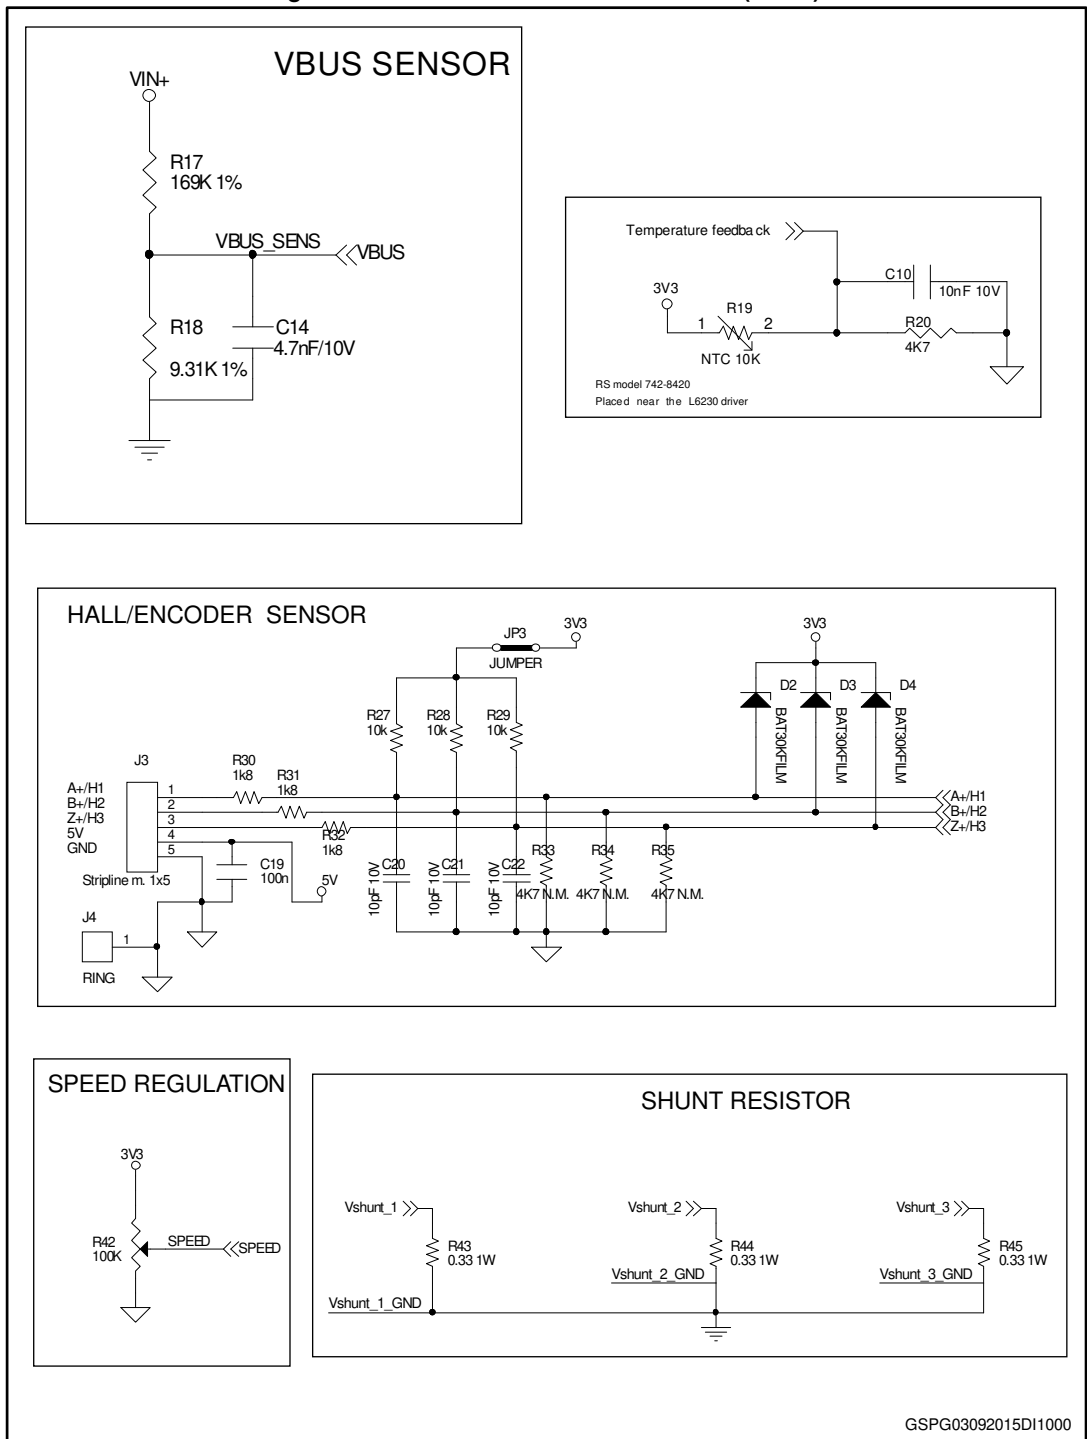 VBUS SENSOR
VIN+
R17
169K 1%
VBUS_SENS
VBUS
R18
9.31K 1%
C14
4.7nF/10V
Temperature feedback
C10
10nF 10V
3V3
R19
1
2
NTC 10K
R20
4K7
RS model 742-8420
Placed near the L6230 driver
HALL/ENCODER SENSOR
JP3
JUMPER
3V3
3V3
D2
D3
D4
BAT30KFILM
BAT30KFILM
BAT30KFILM
R27
10k
R28
10k
R29
10k
J3
R30
1k8
R31
1k8
R32
1k8
A+/H1
B+/H2
Z+/H3
5V
GND
1
2
3
4
5
A+/H1
B+/H2
Z+/H3
Stripline m. 1x5
C19
100n
5V
C20
10pF 10V
C21
10pF 10V
C22
10pF 10V
R33
4K7 N.M.
R34
4K7 N.M.
R35
4K7 N.M.
J4
1
RING
SPEED REGULATION
3V3
R42
100K
SPEED
SPEED
SHUNT RESISTOR
Vshunt_1
R43
0.33 1W
Vshunt_1_GND
Vshunt_2
R44
0.33 1W
Vshunt_2_GND
Vshunt_3
R45
0.33 1W
Vshunt_3_GND
GSPG03092015DI1000